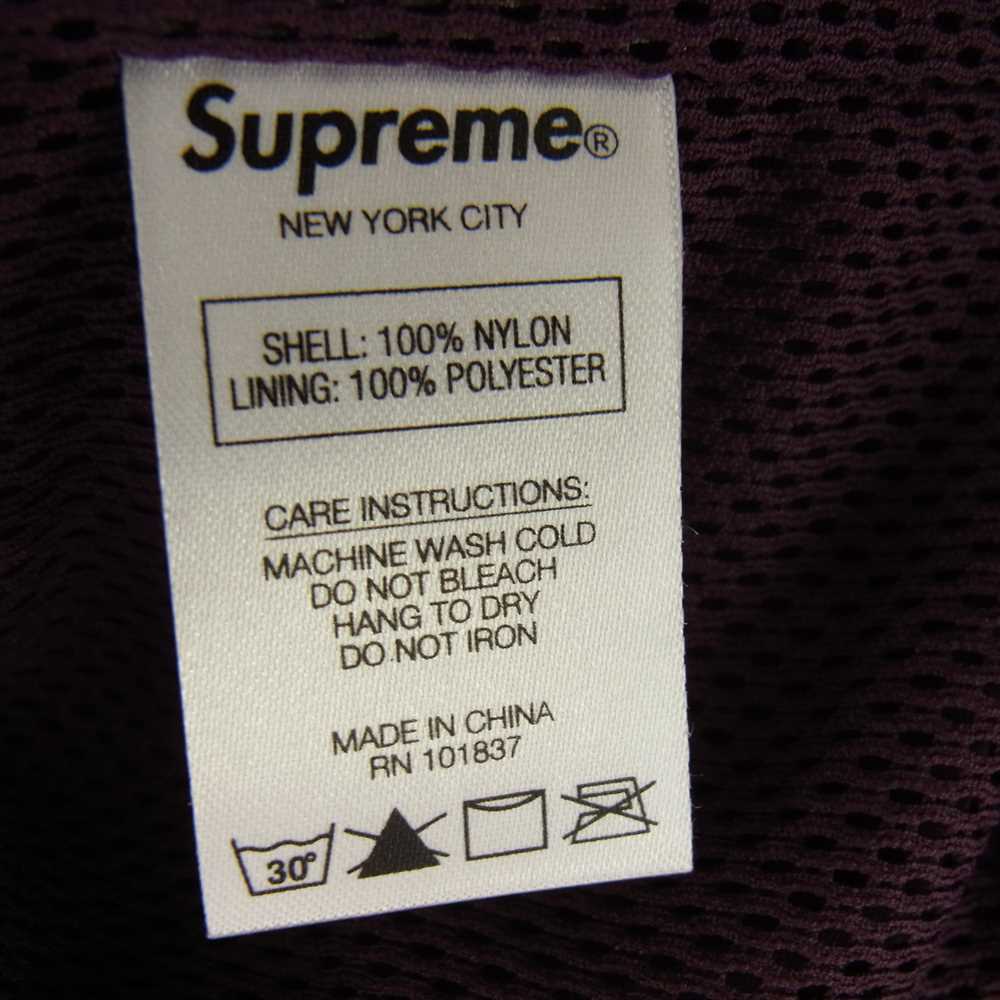 Supreme®
NEW YORK CITY
SHELL: 100% NYLON
LINING: 100% POLYESTER
CARE INSTRUCTIONS:
MACHINE WASH COLD
DO NOT BLEACH
HANG TO DRY
DO NOT IRON
MADE IN CHINA
RN 101837
30°